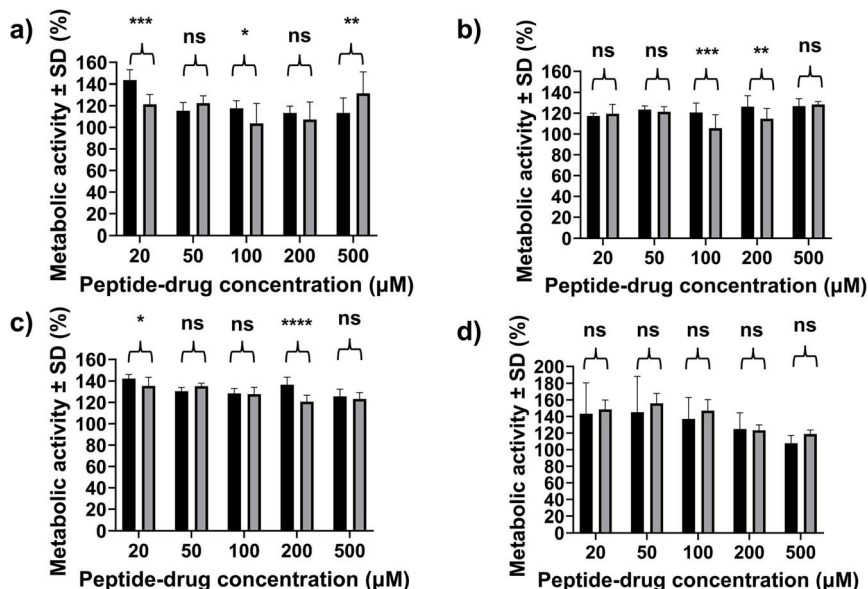 a)
*** ns * ns **
Metabolic activity ± SD (%)
160
140
120
100
80
60
40
20
0
20 50 100 200 500
Peptide-drug concentration (µM)
b)
ns ns *** ** ns
Metabolic activity ± SD (%)
160
140
120
100
80
60
40
20
0
20 50 100 200 500
Peptide-drug concentration (µM)
c)
* ns ns **** ns
Metabolic activity ± SD (%)
160
140
120
100
80
60
40
20
0
20 50 100 200 500
Peptide-drug concentration (µM)
d)
ns ns ns ns ns
Metabolic activity ± SD (%)
200
180
160
140
120
100
80
60
40
20
0
20 50 100 200 500
Peptide-drug concentration (µM)